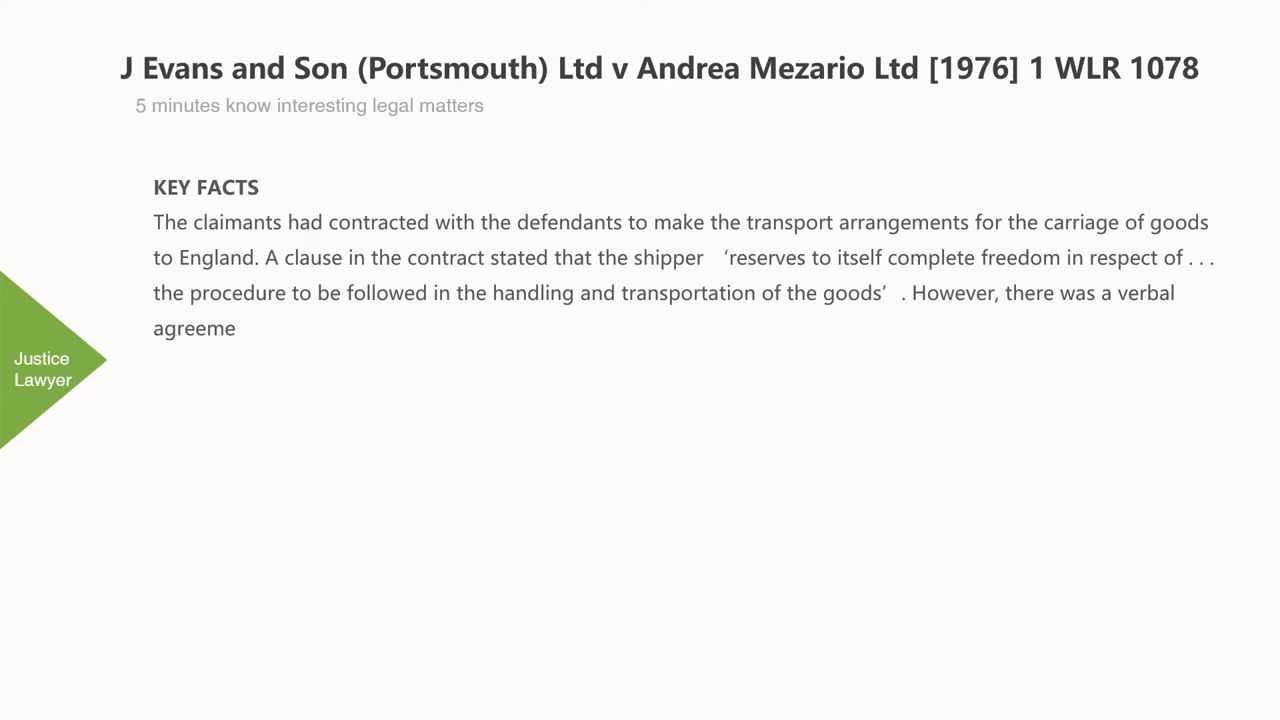 J Evans and Son (Portsmouth) Ltd v Andrea Mezario Ltd [1976] 1 WLR 1078
5 minutes know interesting legal matters
KEY FACTS
The claimants had contracted with the defendants to make the transport arrangements for the carriage of goods
to England. A clause in the contract stated that the shipper ‘reserves to itself complete freedom in respect of . . .
the procedure to be followed in the handling and transportation of the goods’ . However, there was a verbal
agreeme
Justice
Lawyer